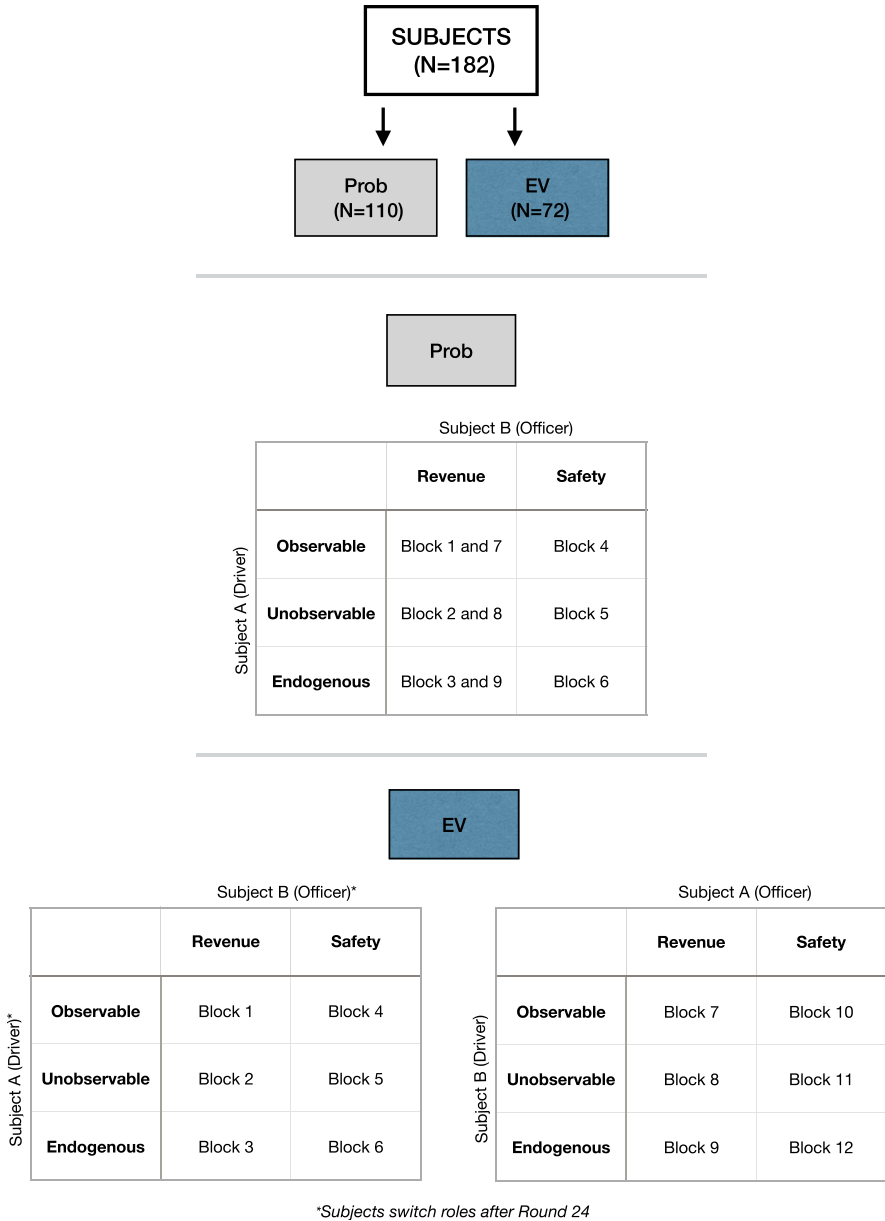 SUBJECTS
(N=182)
Prob
(N=110)
EV
(N=72)
Prob
Subject B (Officer)
Subject A (Driver)
Revenue Safety
Observable Block 1 and 7 Block 4
Unobservable Block 2 and 8 Block 5
Endogenous Block 3 and 9 Block 6
EV
Subject B (Officer)*
Subject A (Driver)*
Revenue Safety
Observable Block 1 Block 4
Unobservable Block 2 Block 5
Endogenous Block 3 Block 6
Subject A (Officer)
Subject B (Driver)
Revenue Safety
Observable Block 7 Block 10
Unobservable Block 8 Block 11
Endogenous Block 9 Block 12
*Subjects switch roles after Round 24